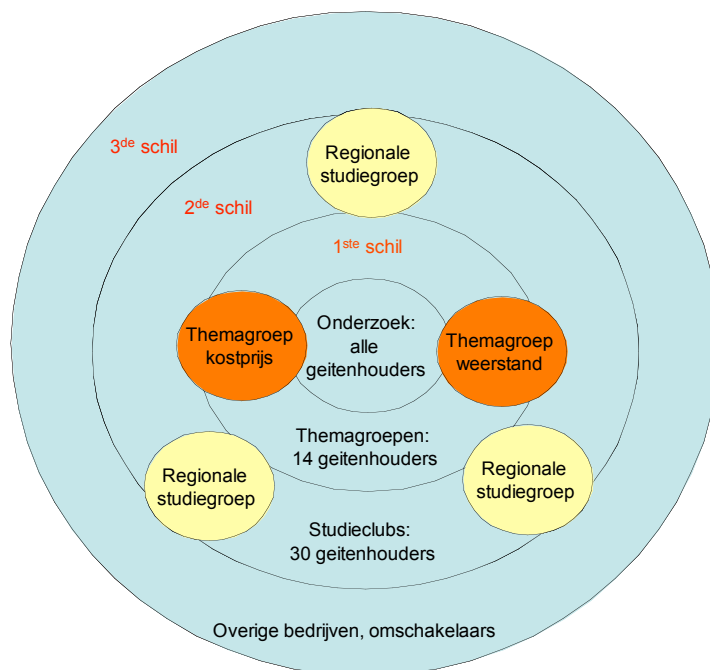 3de schil
Regionale
studiegroep
2de schil
1ste schil
Onderzoek:
alle
geitenhouders
Themagroep
kostprijs
Themagroep
weerstand
Themagroepen:
14 geitenhouders
Regionale
studiegroep
Regionale
studiegroep
Studieclubs:
30 geitenhouders
Overige bedrijven, omschakelaars